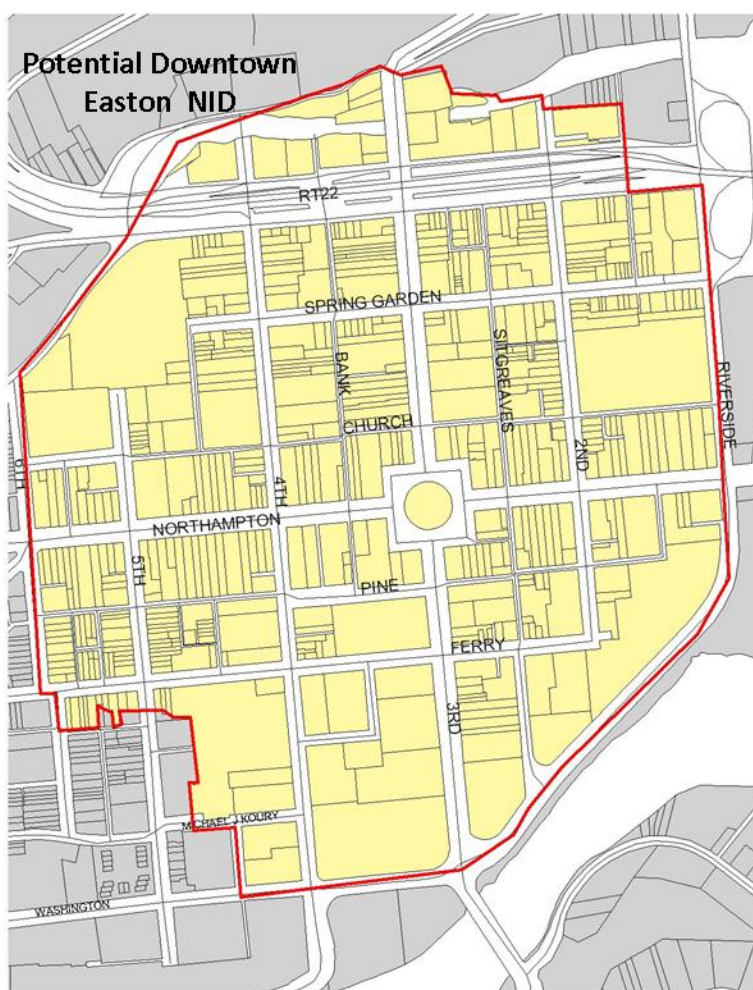 Potential Downtown
Easton NID
RT22
SPRING GARDEN
BANK
SITGREAVES
RIVERSIDE
CHURCH
2ND
6TH
4TH
NORTHAMPTON
5TH
PINE
FERRY
3RD
MICHAEL J KOURY
WASHINGTON